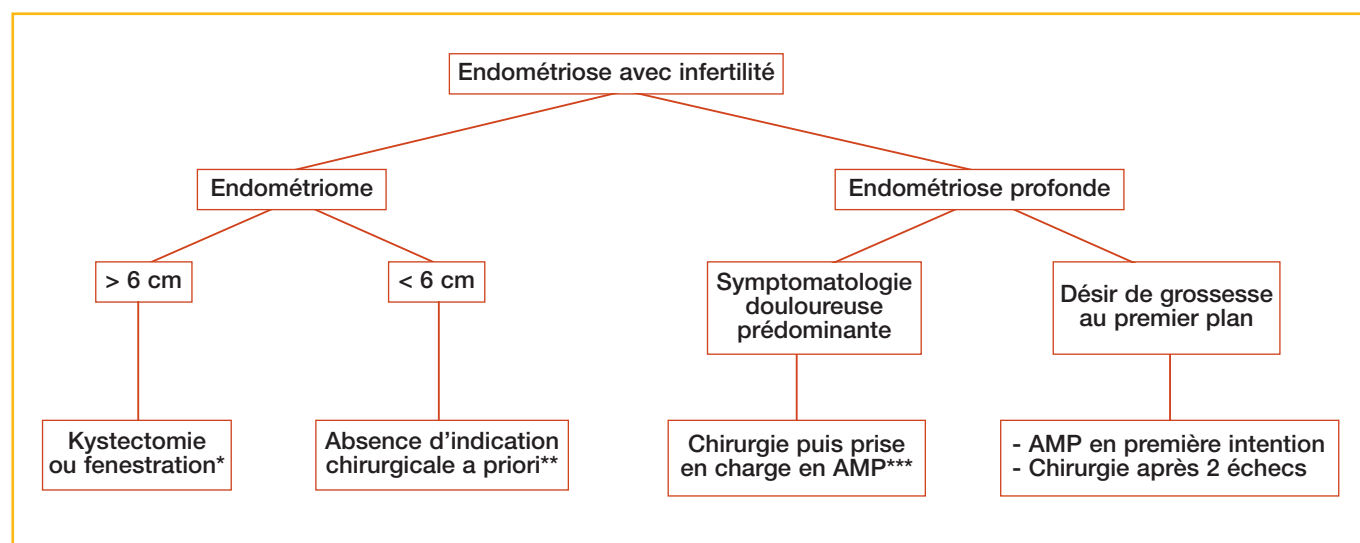 Endométriose avec infertilité
Endométriome
Endométriose profonde
> 6 cm
< 6 cm
Symptomatologie
douloureuse
prédominante
Désir de grossesse
au premier plan
Kystectomie
ou fenestration*
Absence d'indication
chirurgicale a priori**
Chirurgie puis prise
en charge en AMP***
- AMP en première intention
- Chirurgie après 2 échecs